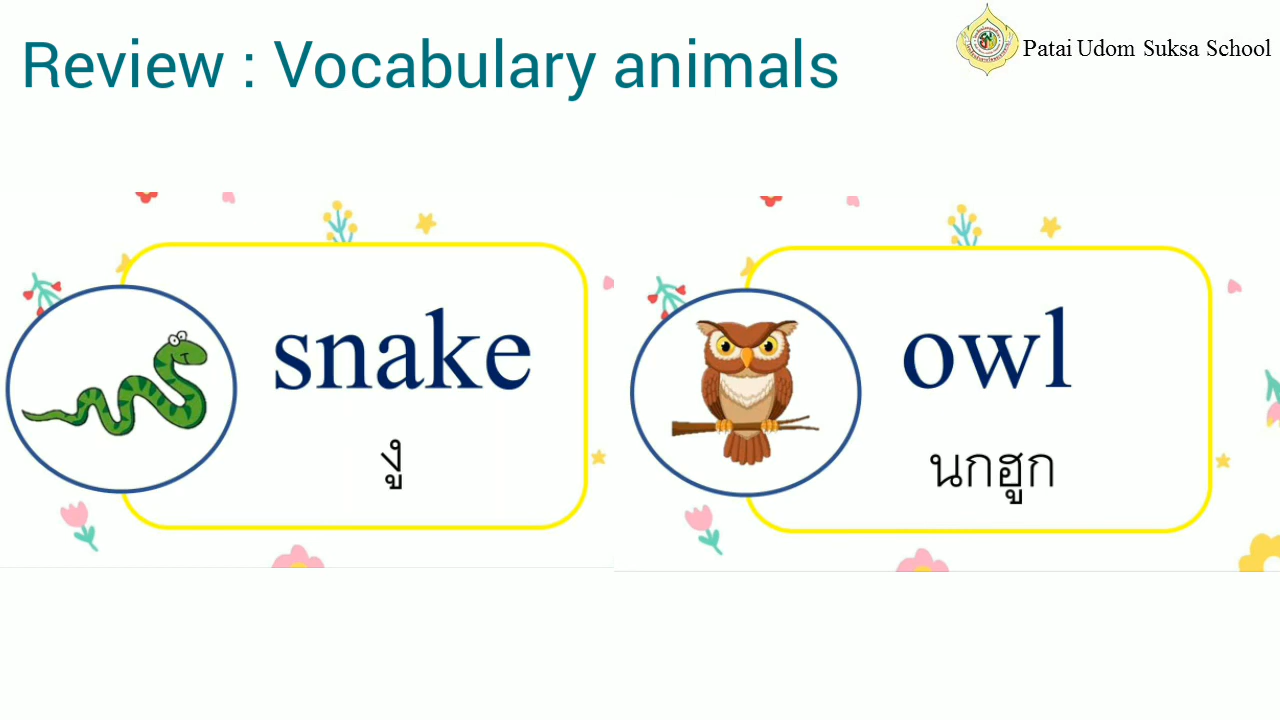 Review : Vocabulary animals
Patai Udom Suksa School
snake
งู
owl
นกฮูก